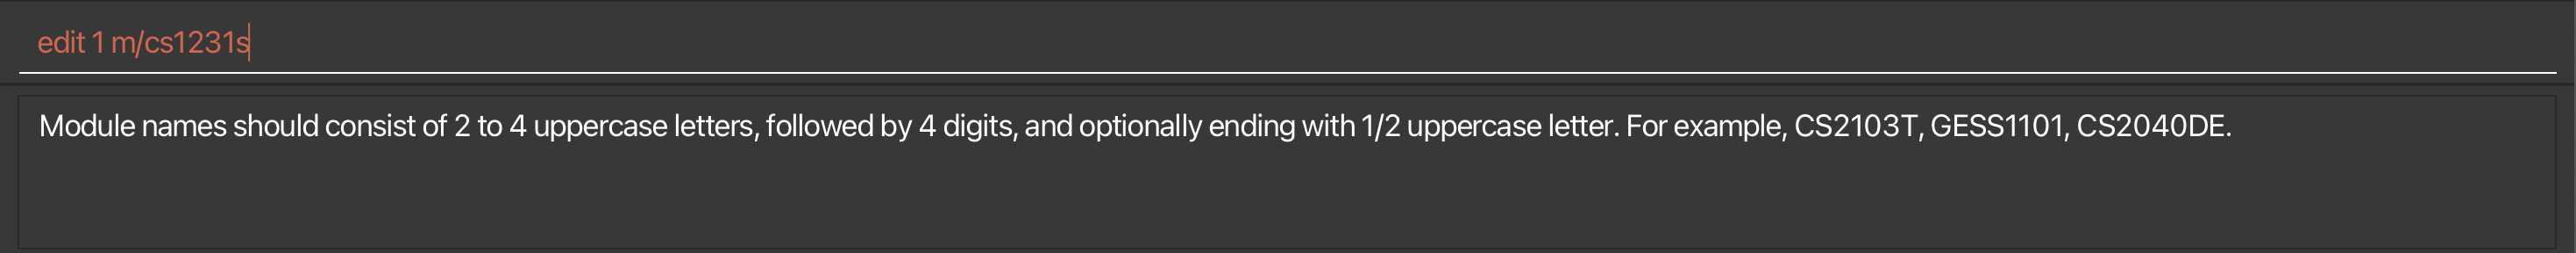 edit 1 m/cs1231s
Module names should consist of 2 to 4 uppercase letters, followed by 4 digits, and optionally ending with 1/2 uppercase letter. For example, CS2103T, GESS1101, CS2040DE.